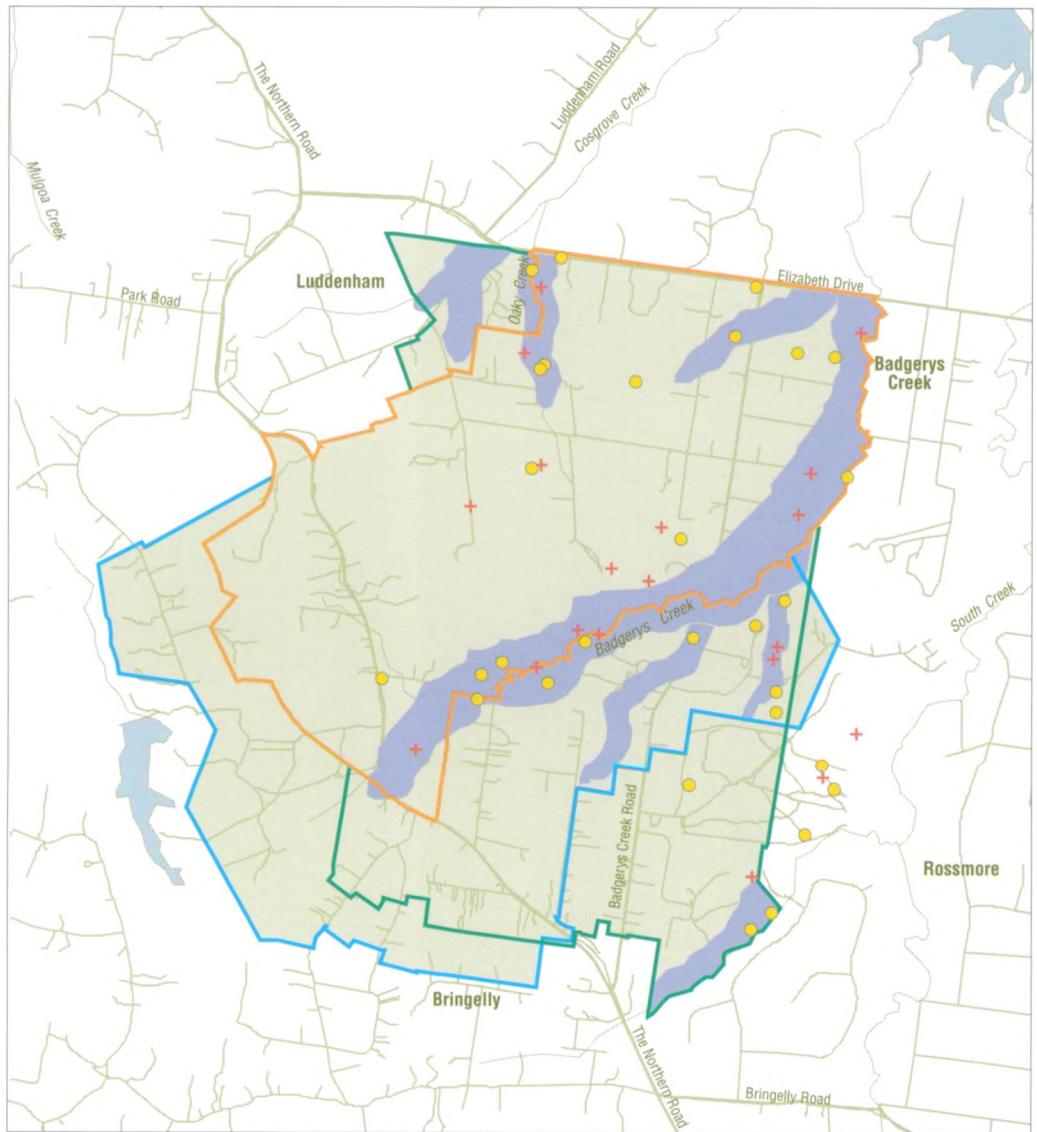 The Northern Road
Luddenham Road
Cosgrove Creek
Mulgoa Creek
Luddenham
Oaky Creek
Elizabeth Drive
Park Road
Badgerys
Creek
South Creek
Badgerys Creek
Badgerys Creek Road
Rossmore
Bringelly
The Northern Road
Bringelly Road